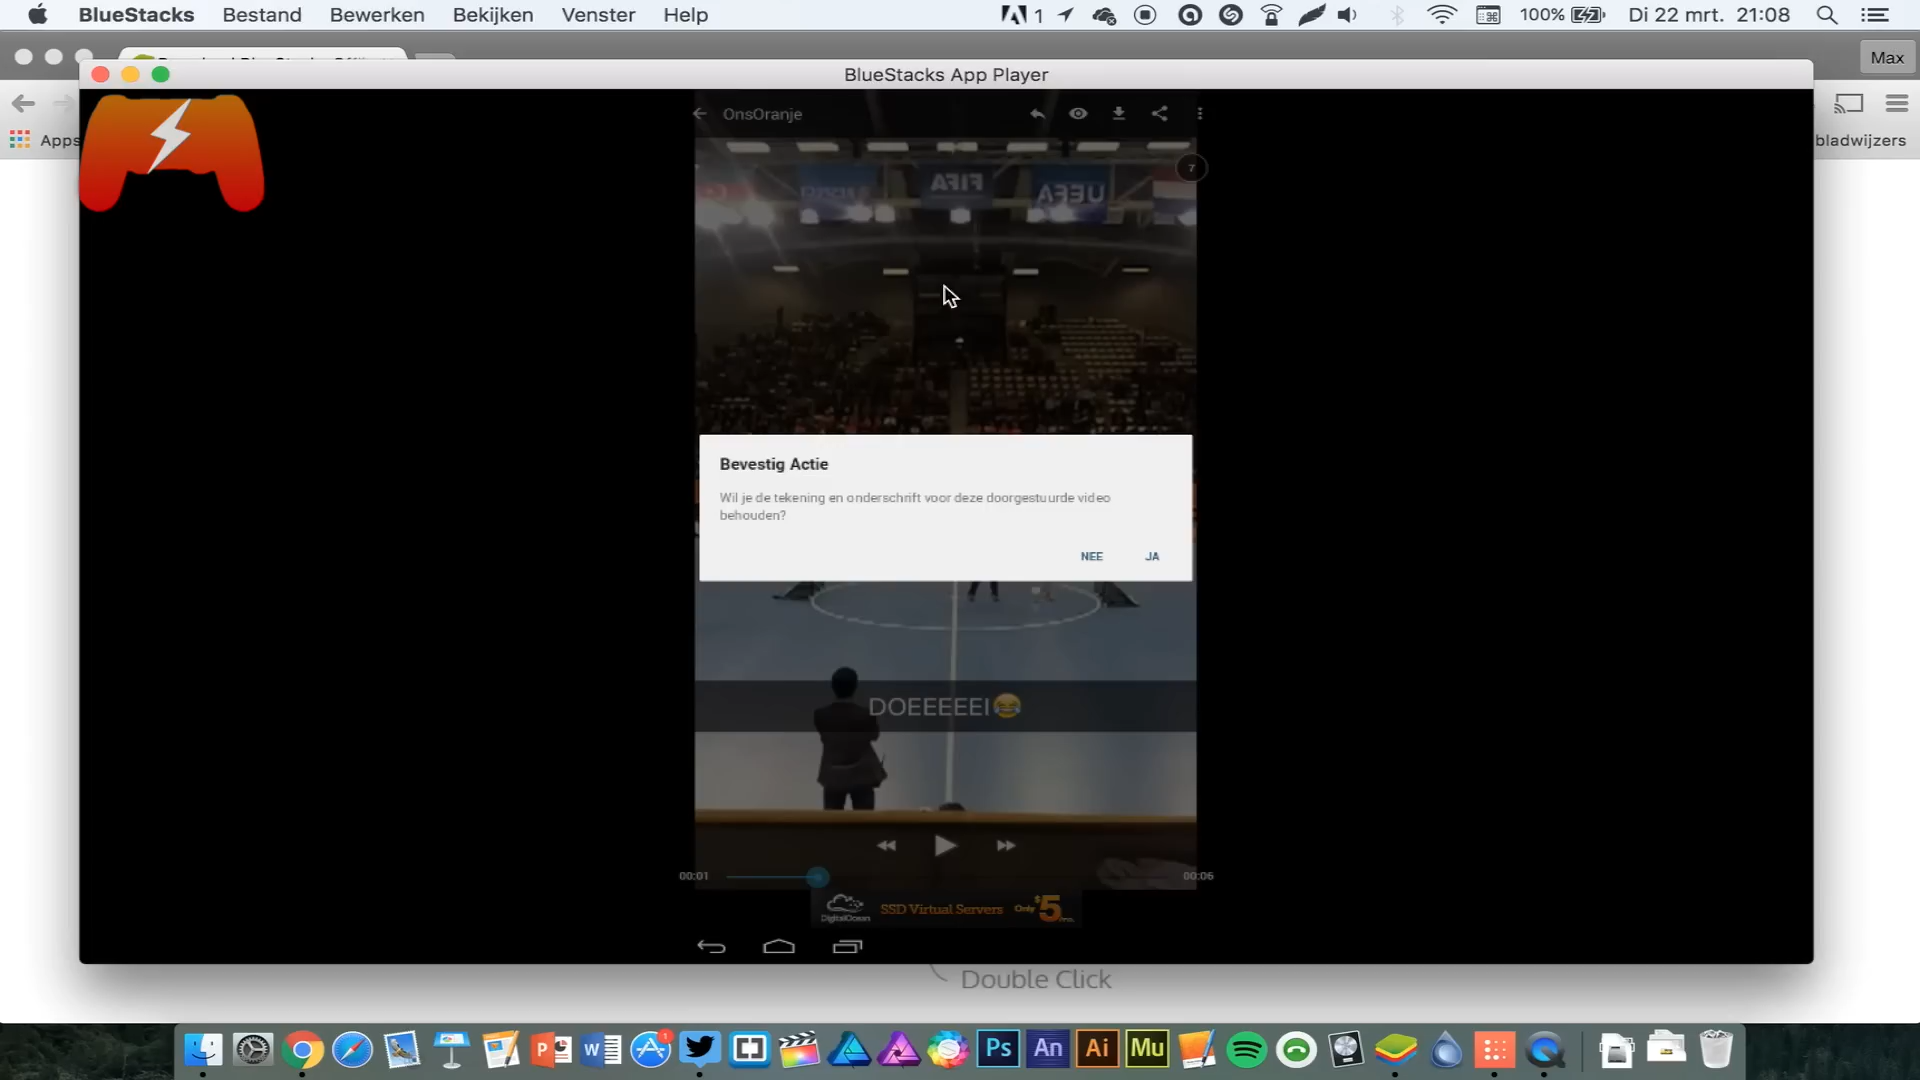 BlueStacks Bestand Bewerken Bekijken Venster Help 1 100% Di 22 mrt. 21:08
Max
BlueStacks App Player
Apps
bladwijzers
OnsOranje
7
FIFA
UEFA
Bevestig Actie
Wil je de tekening en onderschrift voor deze doorgestuurde video
behouden?
NEE JA
DOEEEEEI😂
00:01 00:06
DigitalOcean SSD Virtual Servers Only $5
Double Click
Ps An Ai Mu